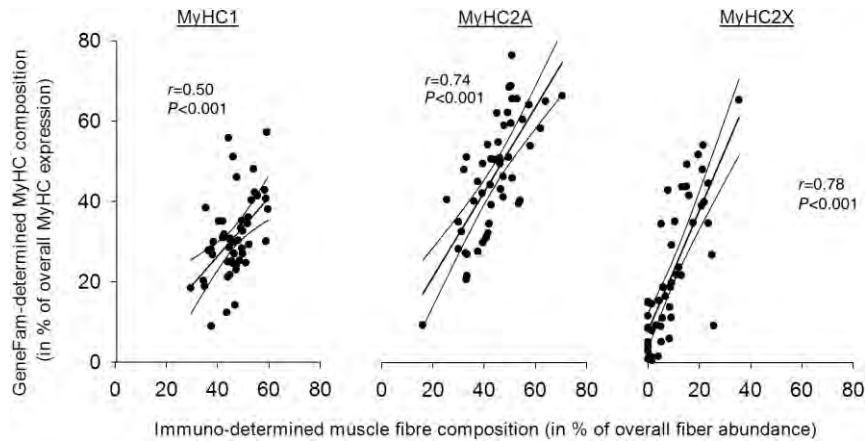 MyHC1 MyHC2A MyHC2X
GeneFam-determined MyHC composition
(in % of overall MyHC expression)
80
60
40
20
0
r=0.50
P<0.001
r=0.74
P<0.001
r=0.78
P<0.001
0 20 40 60 80 0 20 40 60 80 0 20 40 60 80
Immuno-determined muscle fibre composition (in % of overall fiber abundance)